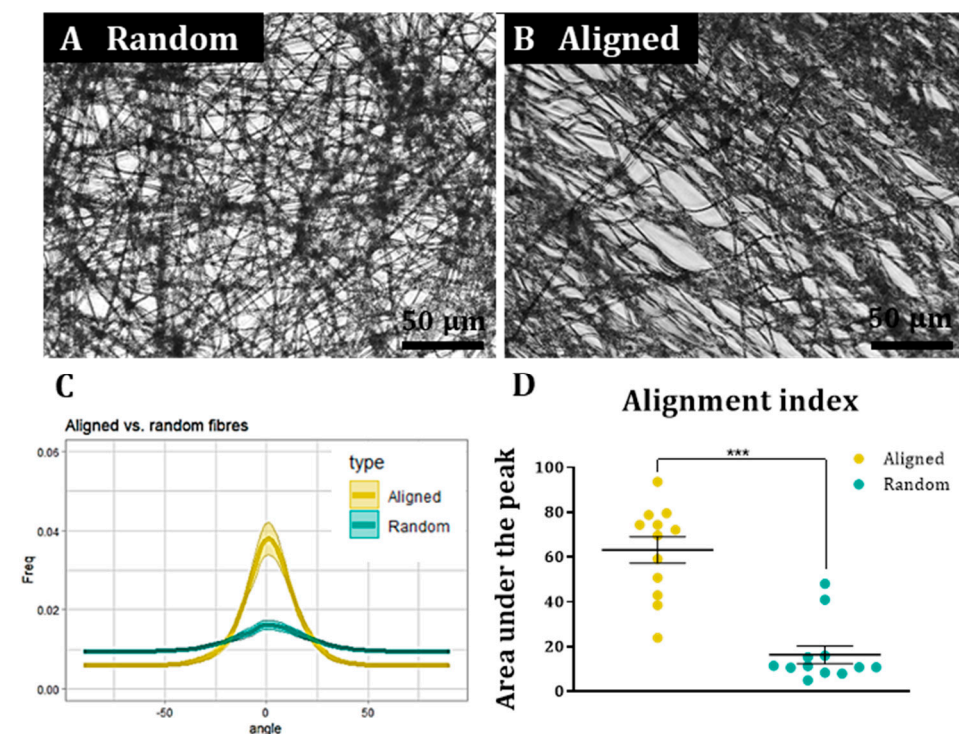 A Random
B Aligned
50 μm
50 μm
C
Aligned vs. random fibres
0.06
0.04
0.02
0.00
Freq
-50
0
50
angle
type
Aligned
Random
D
Alignment index
Area under the peak
100
80
60
40
20
0
***
Aligned
Random